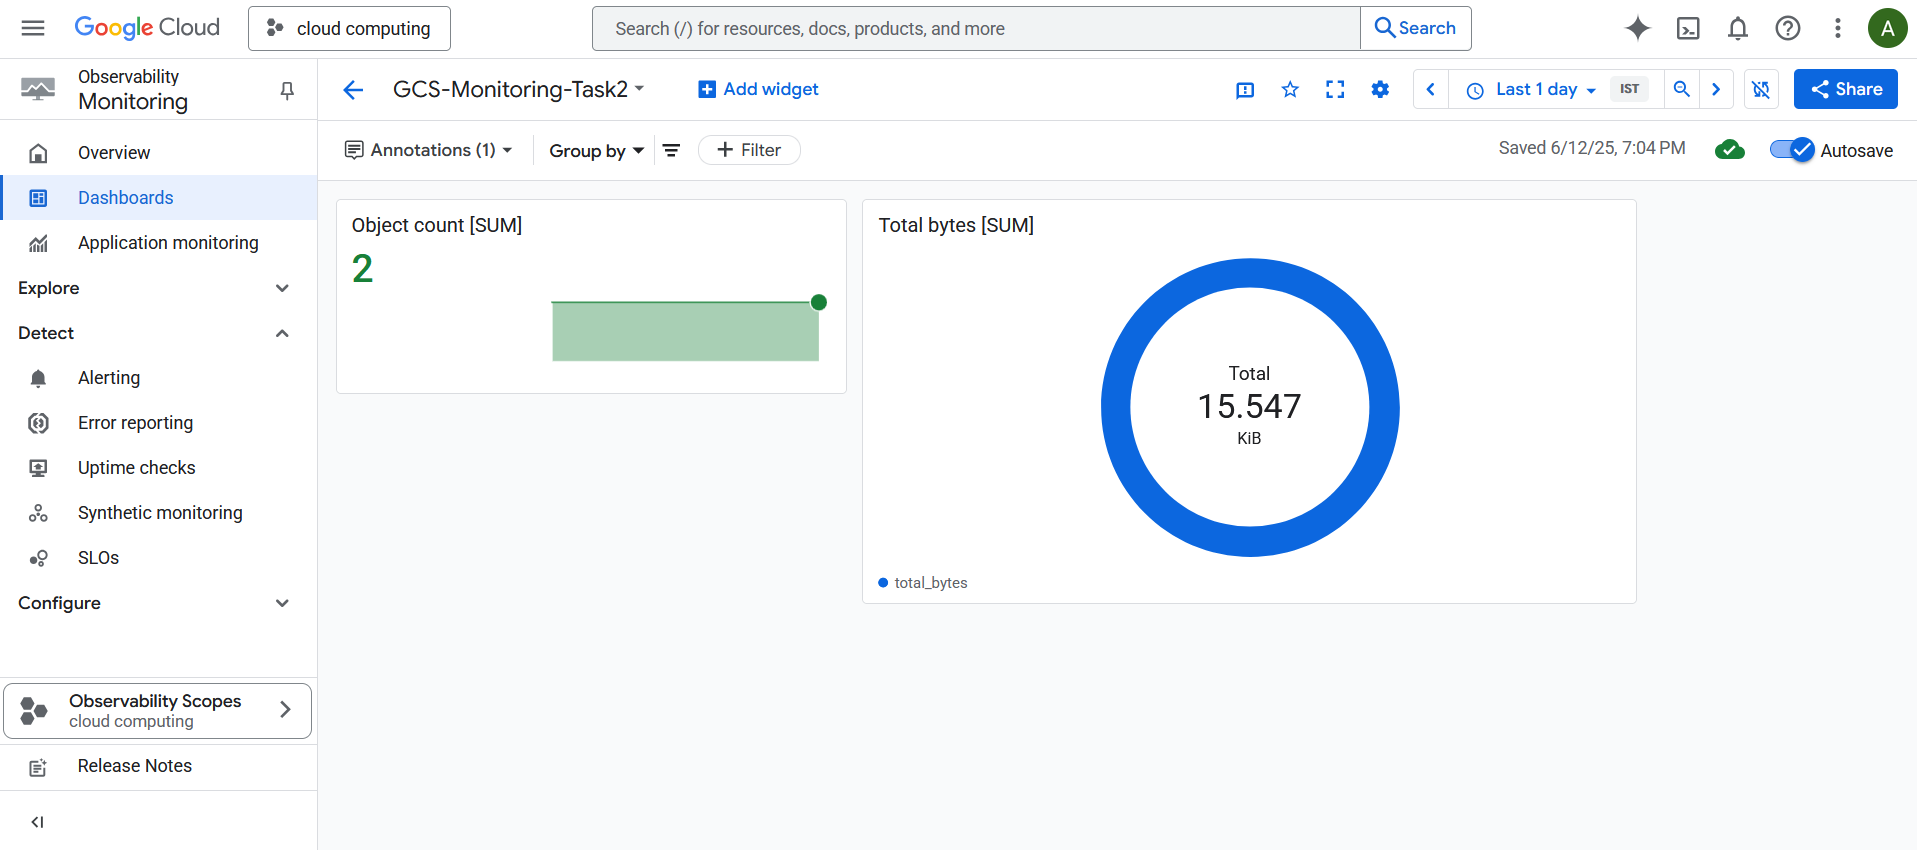 Google Cloud
cloud computing
Search (/) for resources, docs, products, and more
Search
A
Observability
Monitoring
GCS-Monitoring-Task2
Add widget
Last 1 day
IST
Share
Overview
Dashboards
Application monitoring
Explore
Detect
Alerting
Error reporting
Uptime checks
Synthetic monitoring
SLOs
Configure
Observability Scopes
cloud computing
Release Notes
Annotations (1)
Group by
Filter
Saved 6/12/25, 7:04 PM
Autosave
Object count [SUM]
2
Total bytes [SUM]
Total
15.547
KiB
total_bytes